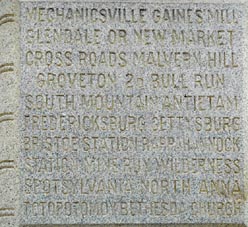 MECHANICSVILLE GAINES MILL
GLENDALE OR NEW MARKET
CROSS ROADS MALVERN HILL
GROVETON 2D BULL RUN
SOUTH MOUNTAIN ANTIETAM
FREDERICKSBURG GETTYSBURG
BRISTOE STATION RAPPAHANNOCK
STATION MINE RUN WILDERNESS
SPOTSYLVANIA NORTH ANNA
TOTOPOTOMOY BETHESDA CHURCH